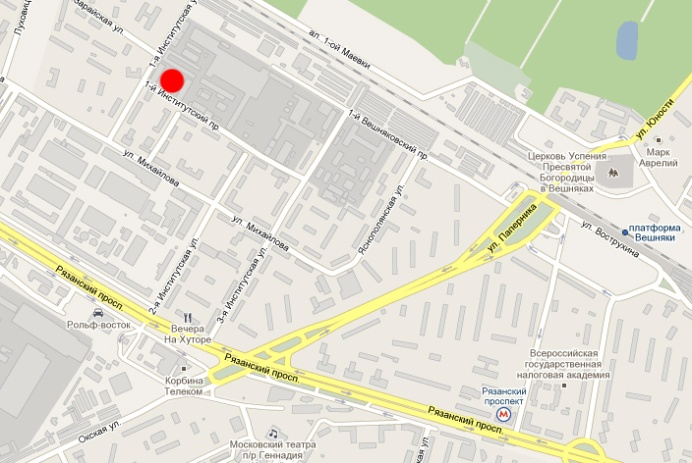 Зарайская ул.
1-я Институтская ул.
ал. 1-ой Маевки
1-й Институтский пр.
1-й Вешняковский пр.
ул. Юности
Марк
Аврелий
Церковь Успения
Пресвятой
Богородицы
в Вешняках
ул. Михайлова
ул. Михайлова
Яснополянская ул.
ул. Паперника
платформа
Вешняки
ул. Вострухина
2-я Институтская ул.
3-я Институтская ул.
Рязанский просп.
Рольф-восток
Вечера
На Хуторе
Рязанский просп.
Корбина
Телеком
Всероссийская
государственная
налоговая академия
Рязанский
проспект
М
Рязанский просп.
Окская ул.
Московский театра
п/р Геннадия